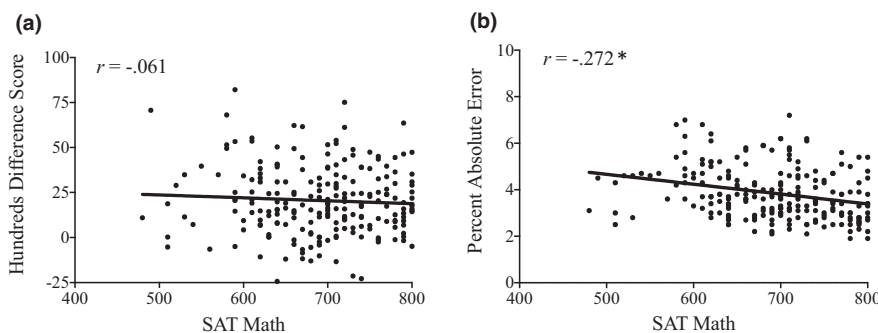 (a)
r = -.061
Hundreds Difference Score
100
75
50
25
0
-25
400
500
600
700
800
SAT Math
(b)
r = -.272*
Percent Absolute Error
10
8
6
4
2
0
400
500
600
700
800
SAT Math